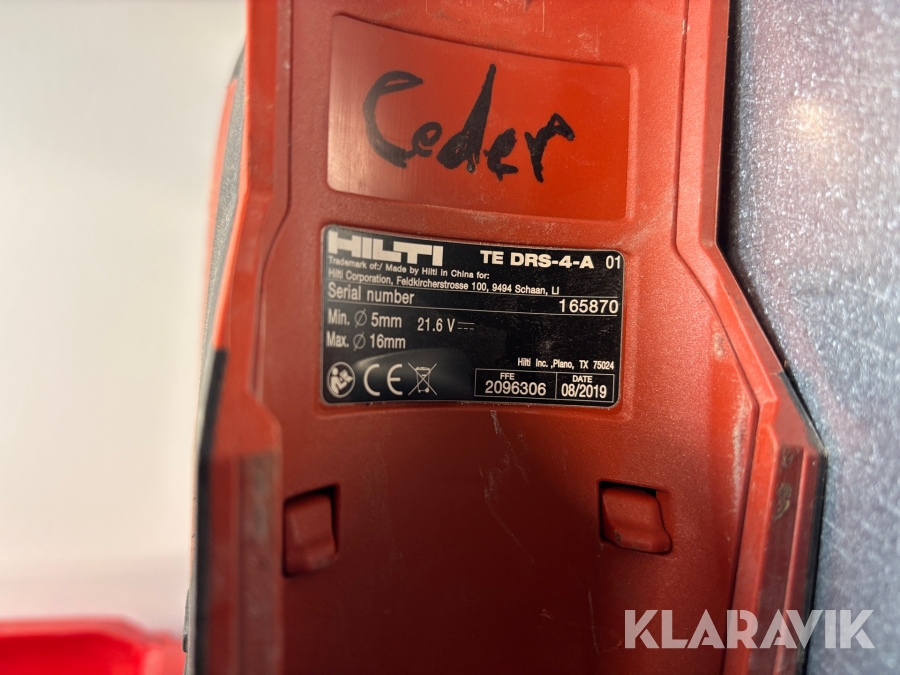 Ceder
HILTI TE DRS-4-A 01
Trademark of:/ Made by Hilti in China for:
Hilti Corporation, Feldkircherstrosse 100, 9494 Schaan, LI
Serial number 165870
Min. Ø 5mm 21.6 V ⎓
Max. Ø 16mm
Hilti Inc. ,Plano, TX 75024
CE
FFE DATE
2096306 08/2019
KLARAVIK